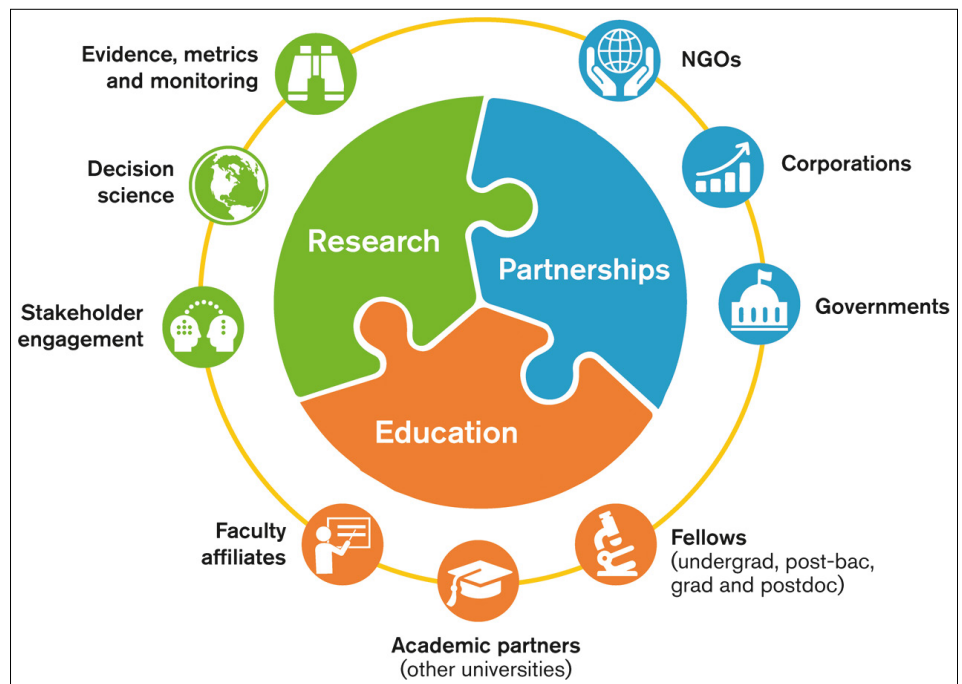 Evidence, metrics
and monitoring
NGOs
Decision
science
Corporations
Research
Partnerships
Stakeholder
engagement
Governments
Education
Faculty
affiliates
Fellows
(undergrad, post-bac,
grad and postdoc)
Academic partners
(other universities)